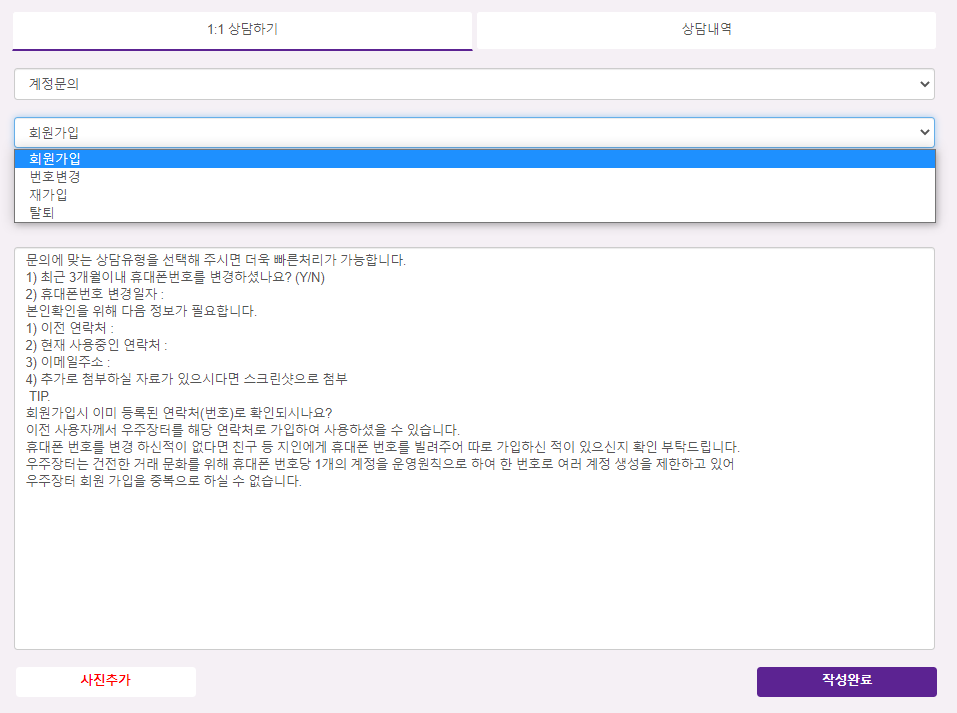 1:1 상담하기
상담내역
계정문의
회원가입
회원가입
번호변경
재가입
탈퇴
문의에 맞는 상담유형을 선택해 주시면 더욱 빠른처리가 가능합니다.
1) 최근 3개월이내 휴대폰번호를 변경하셨나요? (Y/N)
2) 휴대폰번호 변경일자 :
본인확인을 위해 다음 정보가 필요합니다.
1) 이전 연락처 :
2) 현재 사용중인 연락처 :
3) 이메일주소 :
4) 추가로 첨부하실 자료가 있으시다면 스크린샷으로 첨부
TIP.
회원가입시 이미 등록된 연락처(번호)로 확인되시나요?
이전 사용자께서 우주장터를 해당 연락처로 가입하여 사용하셨을 수 있습니다.
휴대폰 번호를 변경 하신적이 없다면 친구 등 지인에게 휴대폰 번호를 빌려주어 따로 가입하신 적이 있으신지 확인 부탁드립니다.
우주장터는 건전한 거래 문화를 위해 휴대폰 번호당 1개의 계정을 운영원칙으로 하여 한 번호로 여러 계정 생성을 제한하고 있어
우주장터 회원 가입을 중복으로 하실 수 없습니다.
사진추가
작성완료